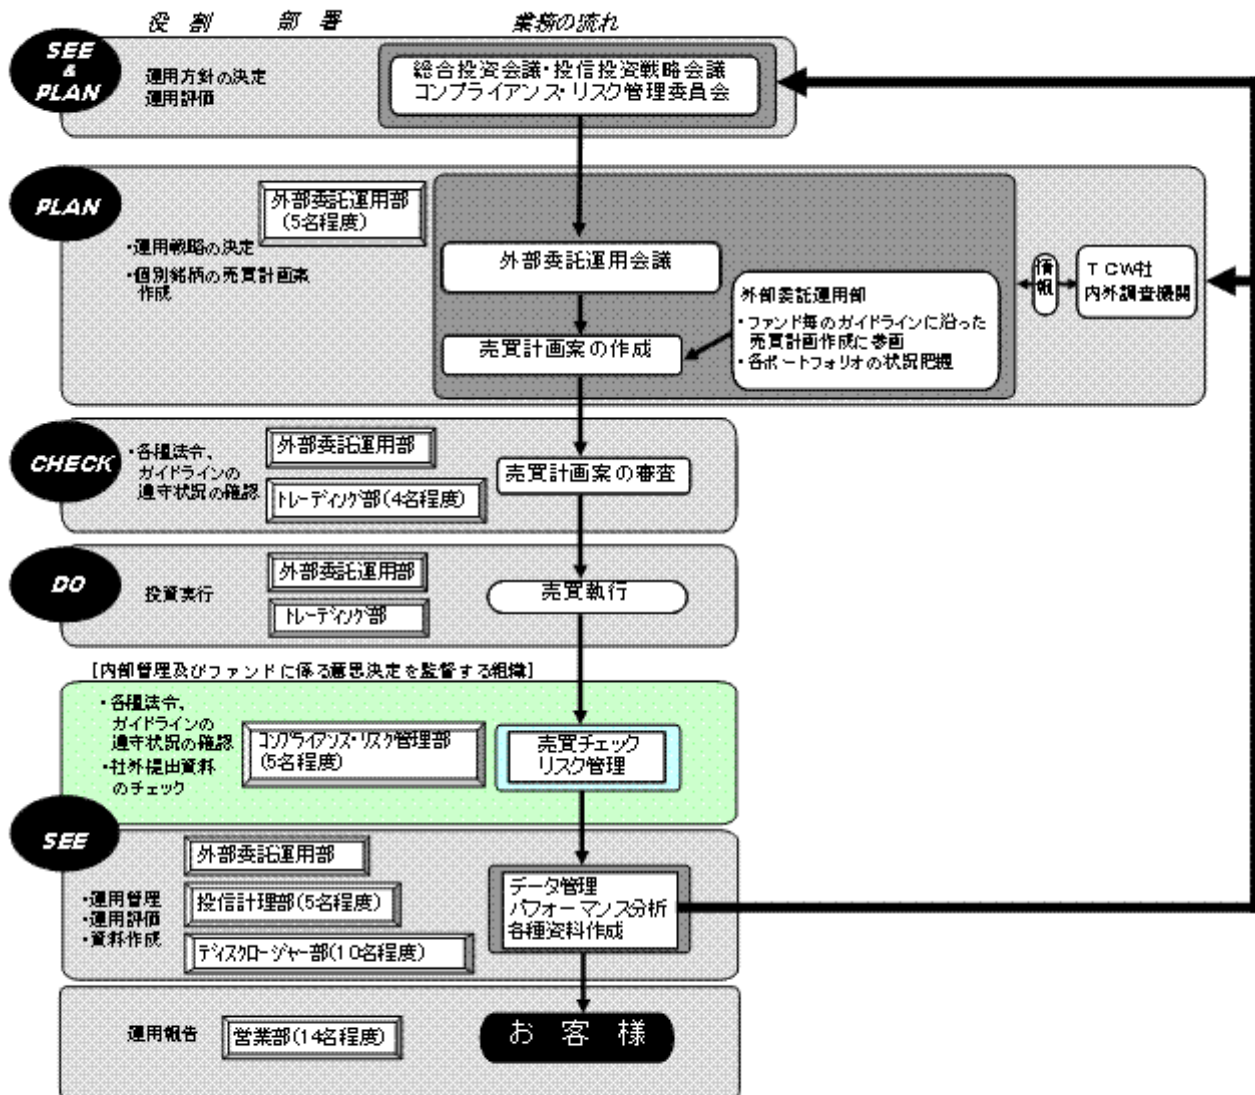 役 割
部 署
業務の流れ
SEE
&
PLAN
運用方針の決定
運用評価
総合投資会議・投信投資戦略会議
コンプライアンス・リスク管理委員会
PLAN
外部委託運用部
(5名程度)
・運用戦略の決定
・個別銘柄の売買計画案
作成
外部委託運用会議
売買計画案の作成
外部委託運用部
・ファンド毎のガイドラインに沿った
売買計画作成に参画
・各ポートフォリオの状況把握
情報
TCW社
内外調査機関
CHECK
・各種法令、
ガイドラインの
遵守状況の確認
外部委託運用部
トレーディング部(4名程度)
売買計画案の審査
DO
投資実行
外部委託運用部
トレーディング部
売買執行
[内部管理及びファンドに係る意思決定を監督する組織]
・各種法令、
ガイドラインの
遵守状況の確認
・社外提出資料
のチェック
コンプライアンス・リスク管理部
(5名程度)
売買チェック
リスク管理
SEE
・運用管理
・運用評価
・資料作成
外部委託運用部
投信計理部(5名程度)
ディスクロージャー部(10名程度)
データ管理
パフォーマンス分析
各種資料作成
運用報告
営業部(14名程度)
お 客 様